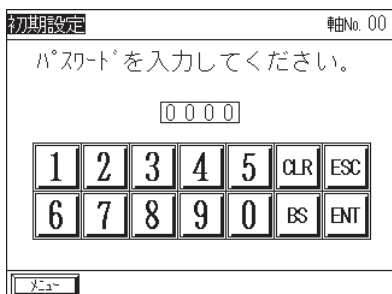 初期設定 軸No. 00
パスワードを入力してください。
0000
1 2 3 4 5 CLR ESC
6 7 8 9 0 BS ENT
メニュー